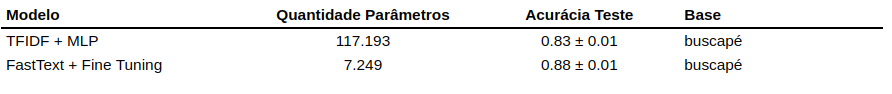 Modelo Quantidade Parâmetros Acurácia Teste Base
TFIDF + MLP 117.193 0.83 ± 0.01 buscapé
FastText + Fine Tuning 7.249 0.88 ± 0.01 buscapé